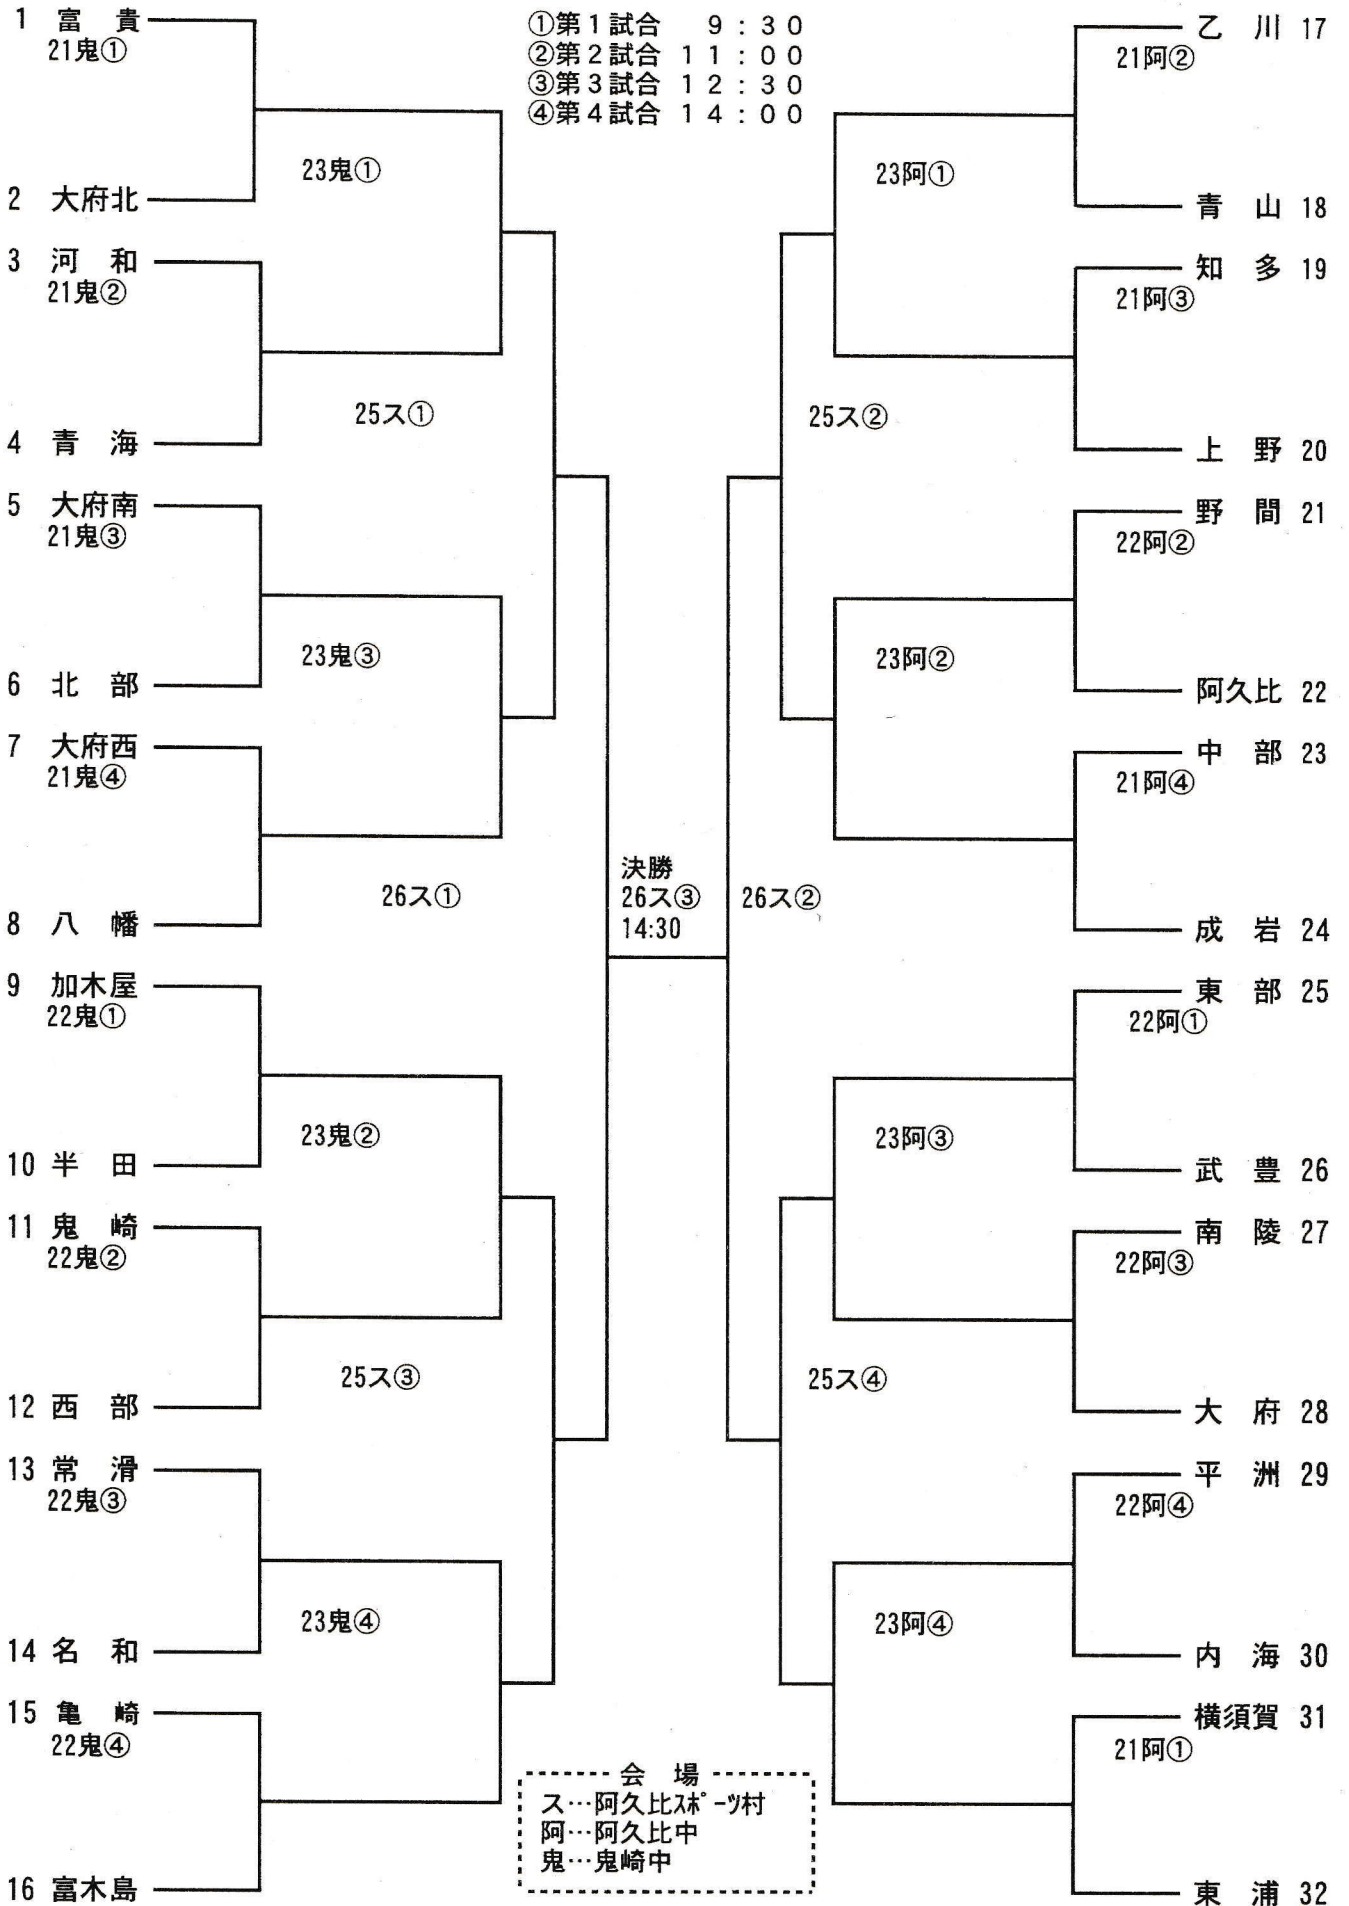 ①第１試合　９：３０
②第２試合　１１：００
③第３試合　１２：３０
④第４試合　１４：００
1 富　貴
21鬼①
23鬼①
2 大府北
3 河　和
21鬼②
25ス①
4 青　海
5 大府南
21鬼③
23鬼③
6 北　部
7 大府西
21鬼④
26ス①
8 八　幡
9 加木屋
22鬼①
23鬼②
10 半　田
11 鬼　崎
22鬼②
25ス③
12 西　部
13 常　滑
22鬼③
23鬼④
14 名　和
15 亀　崎
22鬼④
16 富木島
決勝
26ス③
14:30
乙　川 17
21阿②
23阿①
青　山 18
知　多 19
21阿③
25ス②
上　野 20
野　間 21
22阿②
23阿②
阿久比 22
中　部 23
21阿④
26ス②
成　岩 24
東　部 25
22阿①
23阿③
武　豊 26
南　陵 27
22阿③
25ス④
大　府 28
平　洲 29
22阿④
23阿④
内　海 30
横須賀 31
21阿①
東　浦 32
会　場
ス…阿久比ｽﾎﾟｰﾂ村
阿…阿久比中
鬼…鬼崎中